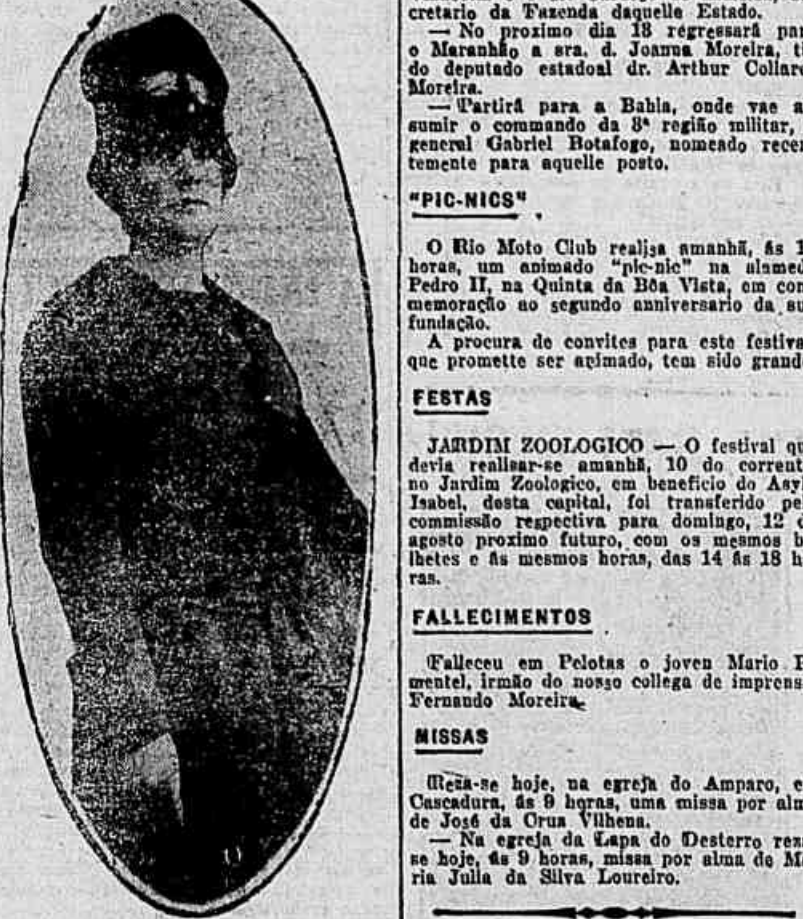 cretario da Fazenda daquelle Estado.
— No proximo dia 18 regressará par
o Maranhão a sra. d. Joanna Moreira, ti
do deputado estadoal dr. Arthur Collare
Moreira.
— Partirá para a Bahia, onde vae a
sumir o commando da 8ª região militar,
general Gabriel Botafogo, nomeado recen
temente para aquelle posto.
"PIC-NICS"
O Rio Moto Club realisa amanhã, ás 1
horas, um animado "pic-nic" na alamed
Pedro II, na Quinta da Bôa Vista, em com
memoração ao segundo anniversario da su
fundação.
A procura de convites para este festiva
que promette ser animado, tem sido grand
FESTAS
JARDIM ZOOLOGICO — O festival qu
devia realisar-se amanhã, 10 do corrent
no Jardim Zoologico, em beneficio do Asyl
Isabel, desta capital, foi transferido pe
commissão respectiva para domingo, 12 d
agosto proximo futuro, com os mesmos b
lhetes e ás mesmos horas, das 14 ás 18 h
ras.
FALLECIMENTOS
Falleceu em Pelotas o joven Mario P
mentel, irmão do nosso collega de imprens
Fernando Moreira.
MISSAS
Reza-se hoje, na egreja do Amparo, e
Cascadura, ás 9 horas, uma missa por alm
de José da Crua Vilhena.
— Na egreja da Lapa do Desterro reza
se hoje, ás 9 horas, missa por alma de Ma
ria Julia da Silva Loureiro.